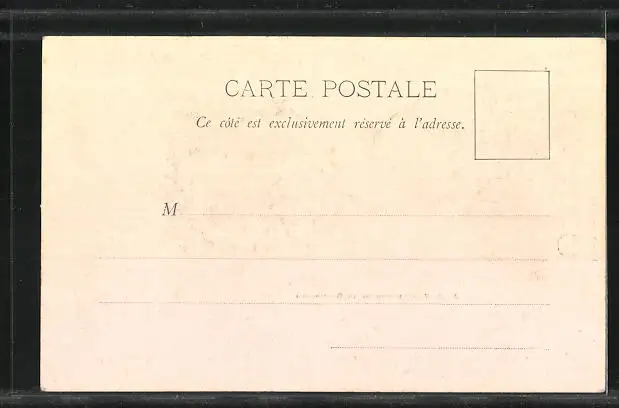 CARTE POSTALE
Ce côté est exclusivement réservé à l'adresse.
M